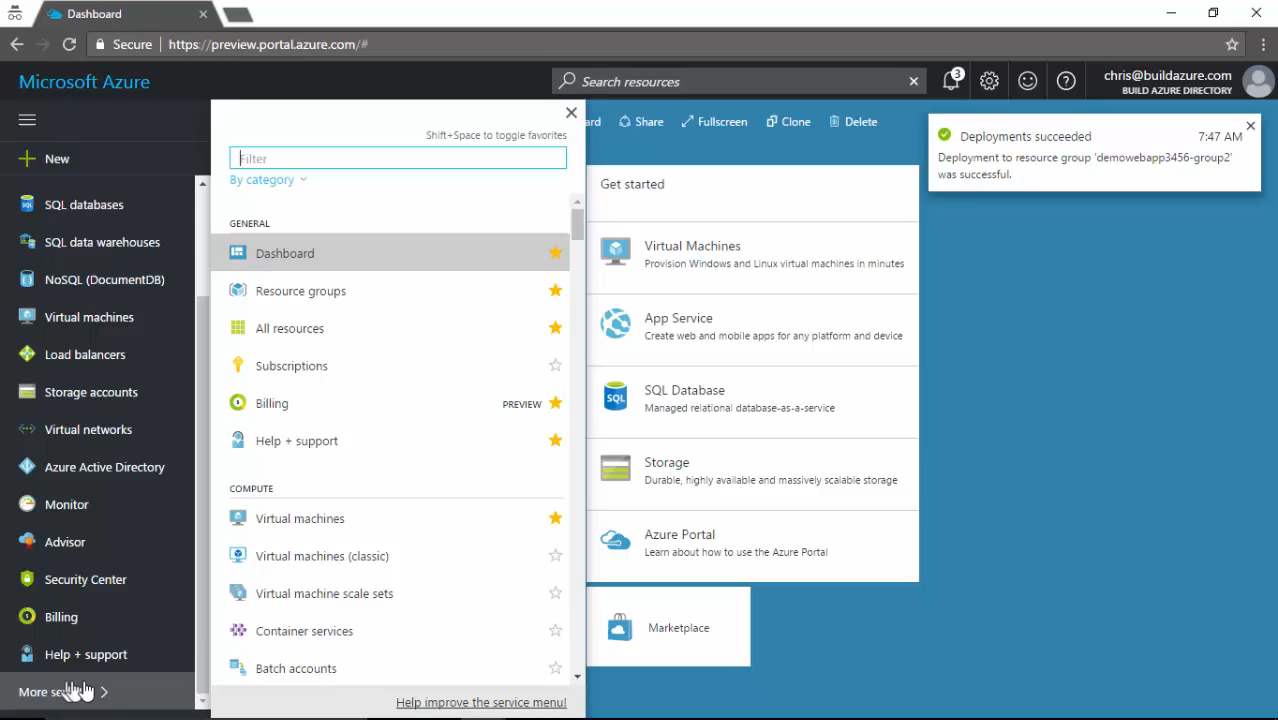 Dashboard
Secure
https://preview.portal.azure.com/#
Microsoft Azure
Search resources
3
chris@buildazure.com
BUILD AZURE DIRECTORY
New
SQL databases
SQL data warehouses
NoSQL (DocumentDB)
Virtual machines
Load balancers
Storage accounts
Virtual networks
Azure Active Directory
Monitor
Advisor
Security Center
Billing
Help + support
More
Shift+Space to toggle favorites
Filter
By category
GENERAL
Dashboard
Resource groups
All resources
Subscriptions
Billing PREVIEW
Help + support
COMPUTE
Virtual machines
Virtual machines (classic)
Virtual machine scale sets
Container services
Batch accounts
Help improve the service menu!
Share Fullscreen Clone Delete
Get started
Virtual Machines
Provision Windows and Linux virtual machines in minutes
App Service
Create web and mobile apps for any platform and device
SQL
SQL Database
Managed relational database-as-a-service
Storage
Durable, highly available and massively scalable storage
Azure Portal
Learn about how to use the Azure Portal
Marketplace
Deployments succeeded 7:47 AM
Deployment to resource group 'demowebapp3456-group2'
was successful.